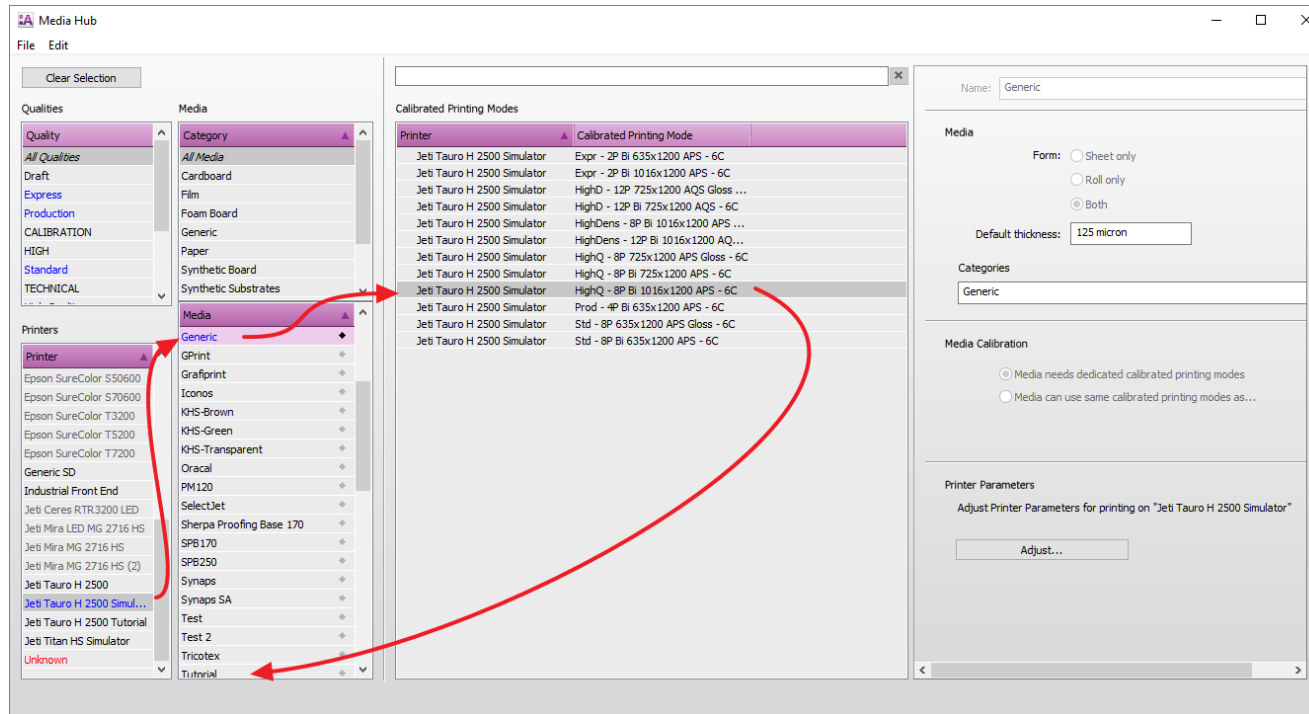 Media Hub
File Edit
Clear Selection
Qualities
Quality
All Qualities
Draft
Express
Production
CALIBRATION
HIGH
Standard
TECHNICAL
Printers
Printer
Epson SureColor S50600
Epson SureColor S70600
Epson SureColor T3200
Epson SureColor T5200
Epson SureColor T7200
Generic SD
Industrial Front End
Jeti Ceres RTR3200 LED
Jeti Mira LED MG 2716 HS
Jeti Mira MG 2716 HS
Jeti Mira MG 2716 HS (2)
Jeti Tauro H 2500
Jeti Tauro H 2500 Simul...
Jeti Tauro H 2500 Tutorial
Jeti Titan HS Simulator
Unknown
Media
Category
All Media
Cardboard
Film
Foam Board
Generic
Paper
Synthetic Board
Synthetic Substrates
Media
Generic
GPrint
Grafiprint
Iconos
KHS-Brown
KHS-Green
KHS-Transparent
Oracal
PM120
SelectJet
Sherpa Proofing Base 170
SPB170
SPB250
Synaps
Synaps SA
Test
Test 2
Tricotex
Tutorial
Calibrated Printing Modes
Printer Calibrated Printing Mode
Jeti Tauro H 2500 Simulator Expr - 2P Bi 635x1200 APS - 6C
Jeti Tauro H 2500 Simulator Expr - 2P Bi 1016x1200 APS - 6C
Jeti Tauro H 2500 Simulator HighD - 12P 725x1200 AQS Gloss ...
Jeti Tauro H 2500 Simulator HighD - 12P Bi 725x1200 AQS - 6C
Jeti Tauro H 2500 Simulator HighDens - 8P Bi 1016x1200 APS ...
Jeti Tauro H 2500 Simulator HighDens - 12P Bi 1016x1200 AQ...
Jeti Tauro H 2500 Simulator HighQ - 8P 725x1200 APS Gloss - 6C
Jeti Tauro H 2500 Simulator HighQ - 8P Bi 725x1200 APS - 6C
Jeti Tauro H 2500 Simulator HighQ - 8P Bi 1016x1200 APS - 6C
Jeti Tauro H 2500 Simulator Prod - 4P Bi 635x1200 APS - 6C
Jeti Tauro H 2500 Simulator Std - 8P 635x1200 APS Gloss - 6C
Jeti Tauro H 2500 Simulator Std - 8P Bi 635x1200 APS - 6C
Name: Generic
Media
Form: Sheet only
Roll only
Both
Default thickness: 125 micron
Categories
Generic
Media Calibration
Media needs dedicated calibrated printing modes
Media can use same calibrated printing modes as...
Printer Parameters
Adjust Printer Parameters for printing on "Jeti Tauro H 2500 Simulator"
Adjust...